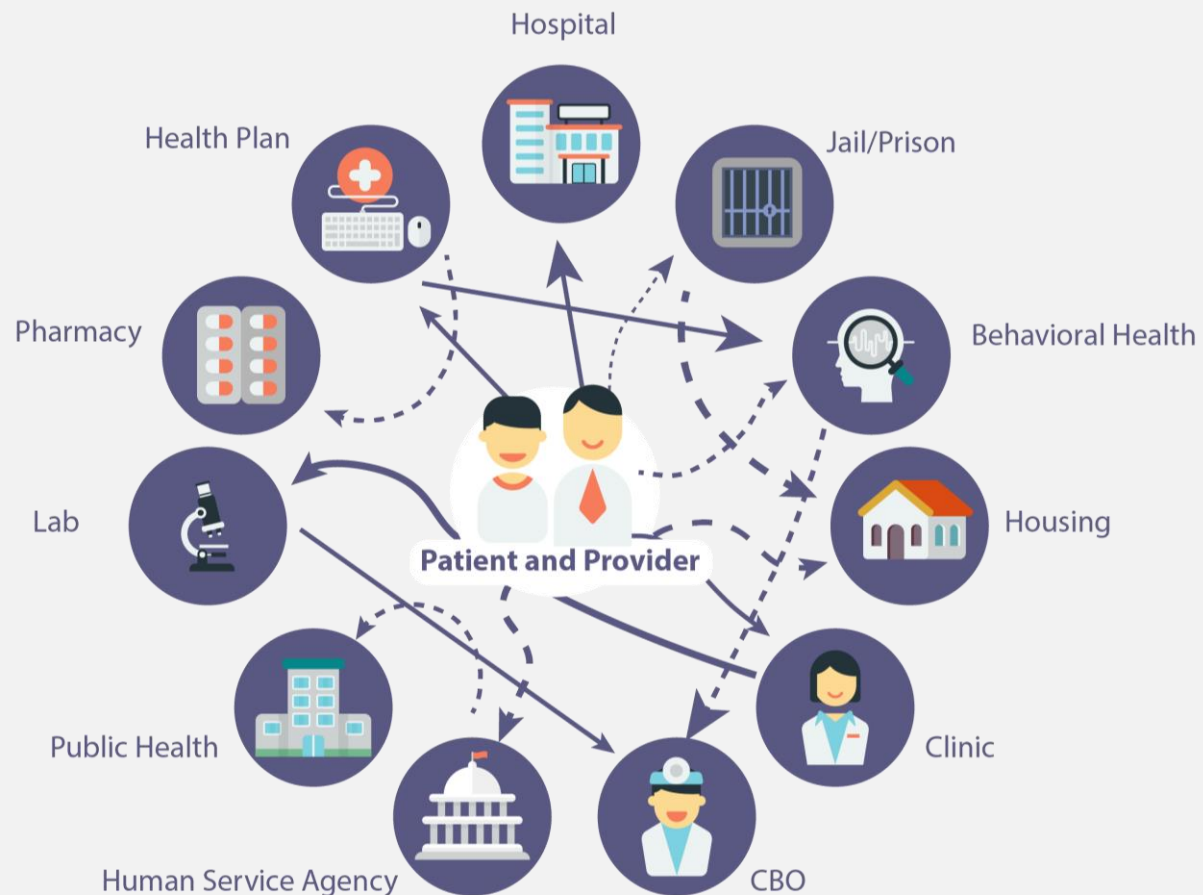 Hospital
Health Plan
Jail/Prison
Pharmacy
Behavioral Health
Lab
Housing
Patient and Provider
Public Health
Clinic
Human Service Agency
CBO